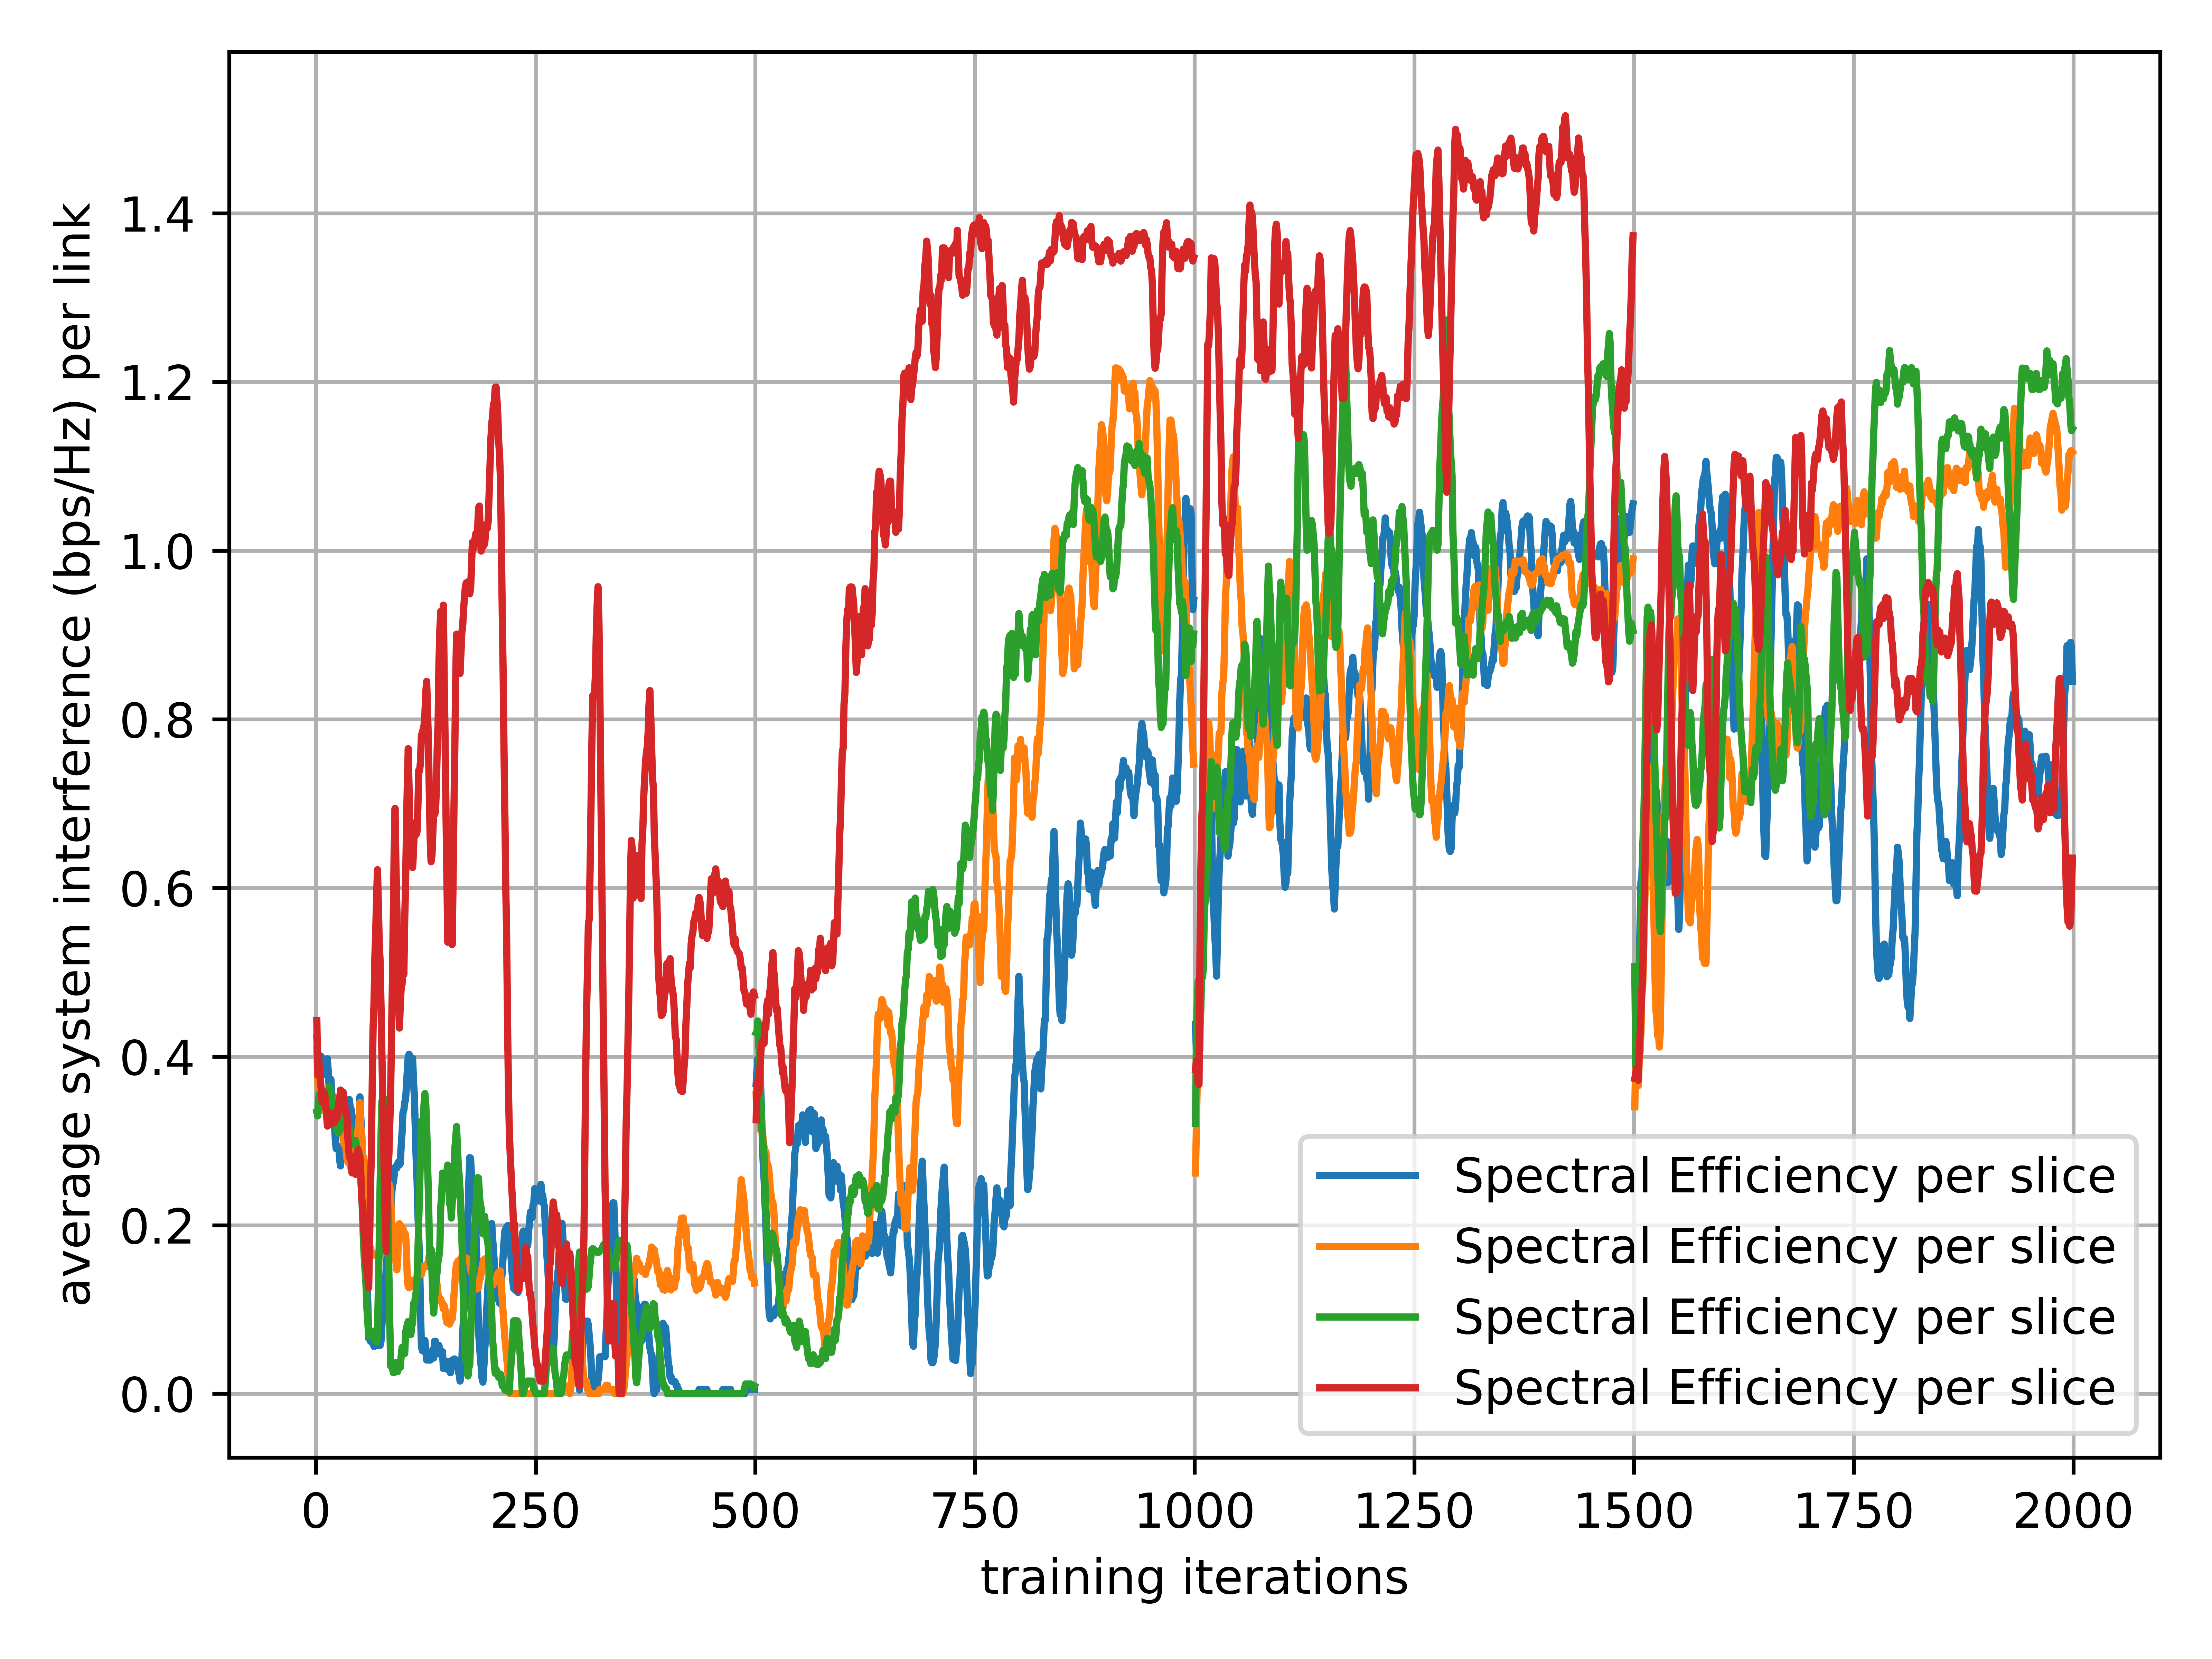 average system interference (bps/Hz) per link
1.4
1.2
1.0
0.8
0.6
0.4
0.2
0.0
Spectral Efficiency per slice
Spectral Efficiency per slice
Spectral Efficiency per slice
Spectral Efficiency per slice
0 250 500 750 1000 1250 1500 1750 2000
training iterations